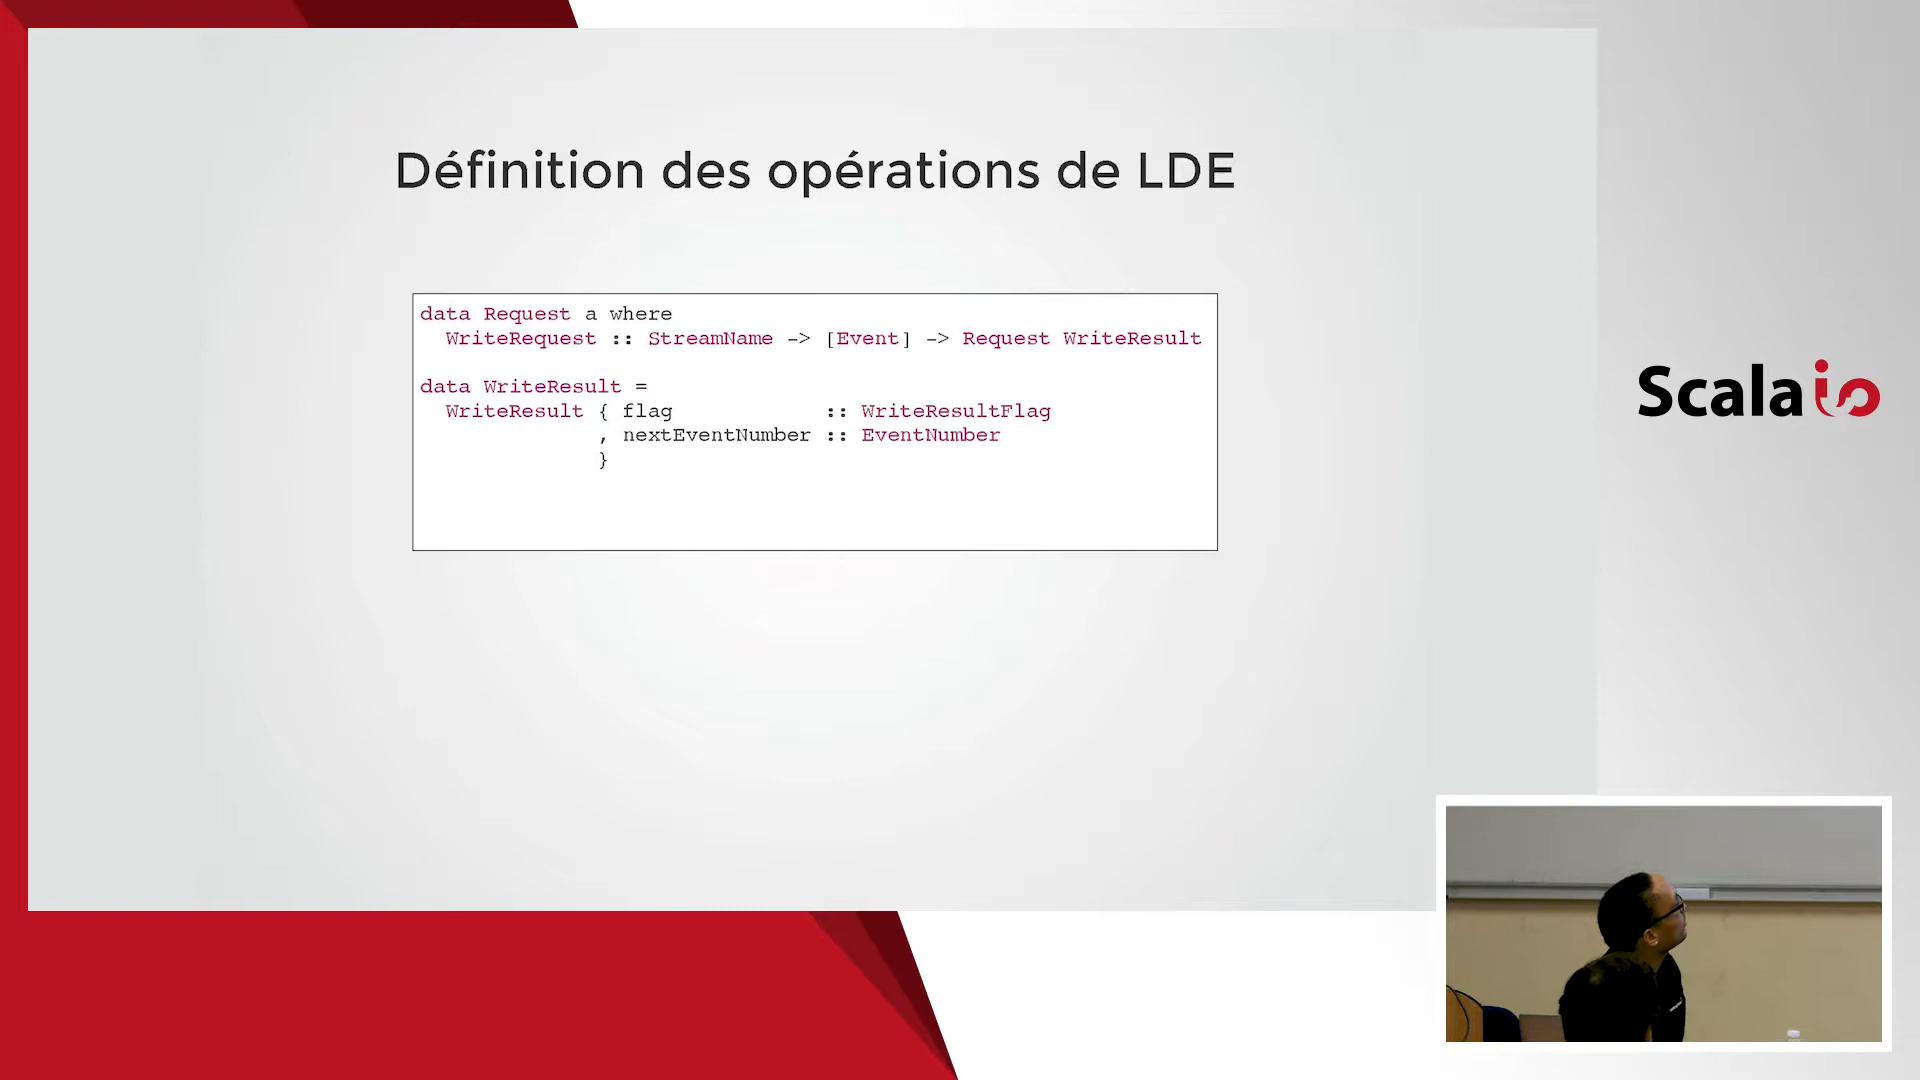 Définition des opérations de LDE
data Request a where
  WriteRequest :: StreamName -> [Event] -> Request WriteResult
data WriteResult =
  WriteResult { flag            :: WriteResultFlag
              , nextEventNumber :: EventNumber
              }
Scalaio